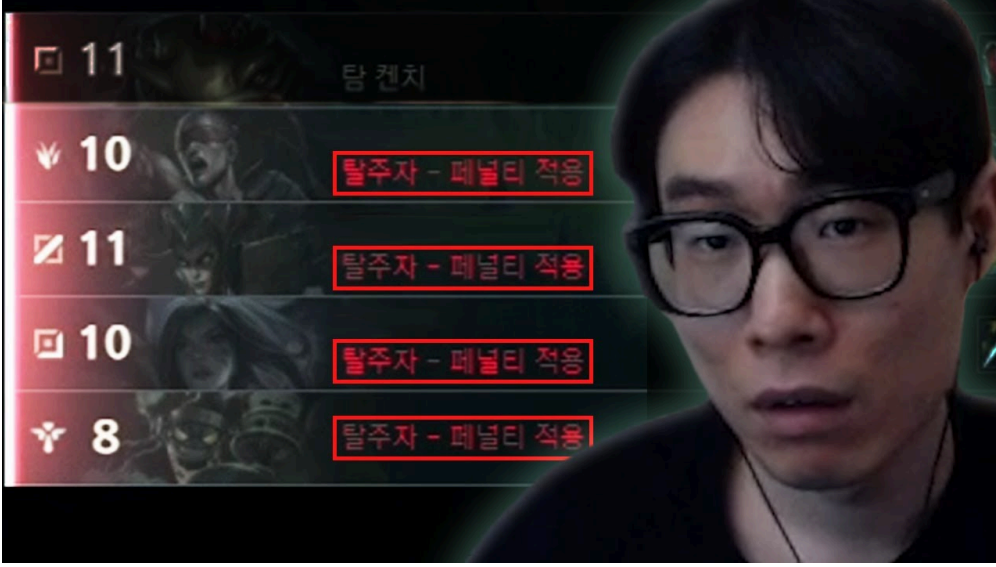 11
탐 켄치
10
탈주자 - 페널티 적용
11
탈주자 - 페널티 적용
10
탈주자 - 페널티 적용
8
탈주자 - 페널티 적용